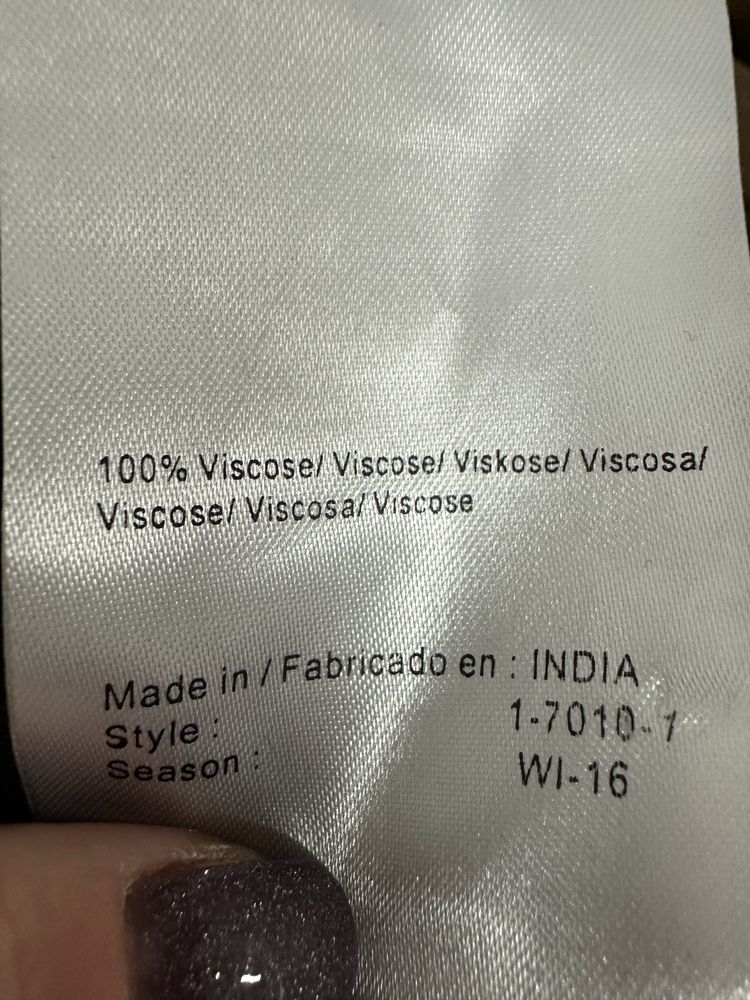 100% Viscose/ Viscose/ Viskose/ Viscosa/
Viscose/ Viscosa/ Viscose
Made in / Fabricado en : INDIA
Style : 1-7010-1
Season : WI-16